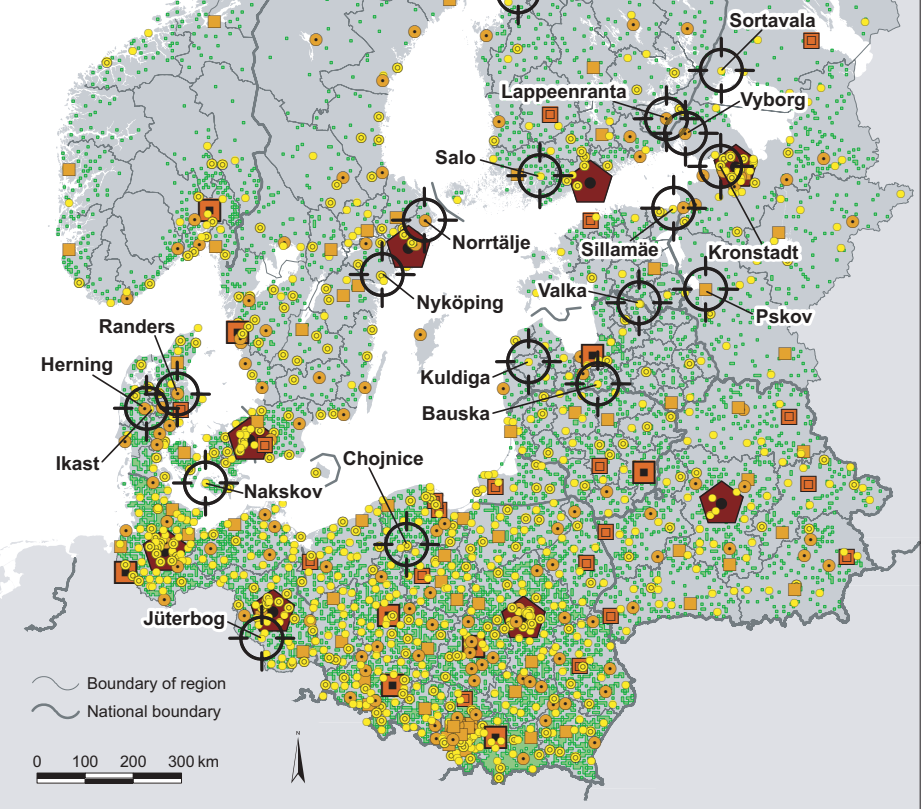 Sortavala
Lappeenranta
Vyborg
Salo
Norrtälje
Sillamäe
Kronstadt
Nyköping
Valka
Pskov
Randers
Herning
Kuldiga
Bauska
Ikast
Chojnice
Nakskov
Jüterbog
Boundary of region
National boundary
N
0 100 200 300 km